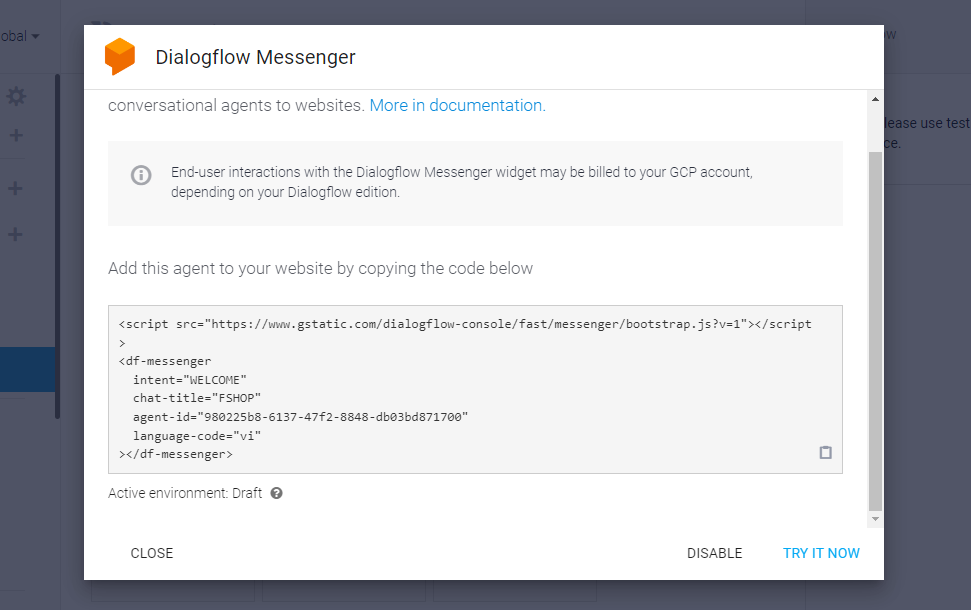 obal
Dialogflow Messenger
conversational agents to websites. More in documentation.
lease use test
ce.
End-user interactions with the Dialogflow Messenger widget may be billed to your GCP account,
depending on your Dialogflow edition.
Add this agent to your website by copying the code below
<script src="https://www.gstatic.com/dialogflow-console/fast/messenger/bootstrap.js?v=1"></script
>
<df-messenger
  intent="WELCOME"
  chat-title="FSHOP"
  agent-id="980225b8-6137-47f2-8848-db03bd871700"
  language-code="vi"
></df-messenger>
Active environment: Draft
CLOSE
DISABLE
TRY IT NOW